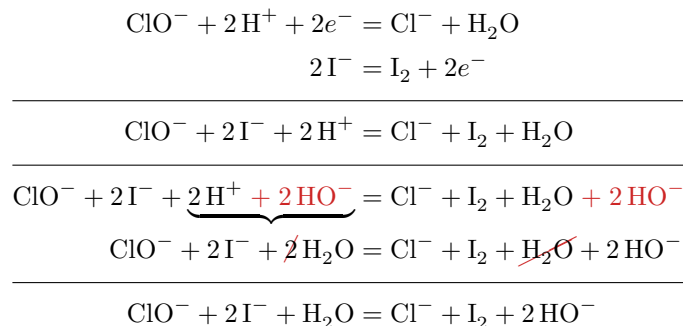 ClO⁻ + 2 H⁺ + 2e⁻ = Cl⁻ + H₂O
2 I⁻ = I₂ + 2e⁻
ClO⁻ + 2 I⁻ + 2 H⁺ = Cl⁻ + I₂ + H₂O
ClO⁻ + 2 I⁻ + 2 H⁺ + 2 HO⁻ = Cl⁻ + I₂ + H₂O + 2 HO⁻
ClO⁻ + 2 I⁻ + 2 H₂O = Cl⁻ + I₂ + H₂O + 2 HO⁻
ClO⁻ + 2 I⁻ + H₂O = Cl⁻ + I₂ + 2 HO⁻